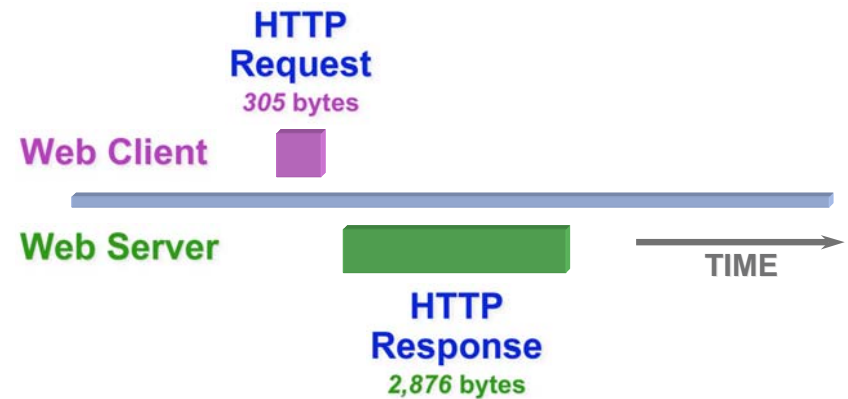 HTTP
Request
305 bytes
Web Client
Web Server
TIME
HTTP
Response
2,876 bytes